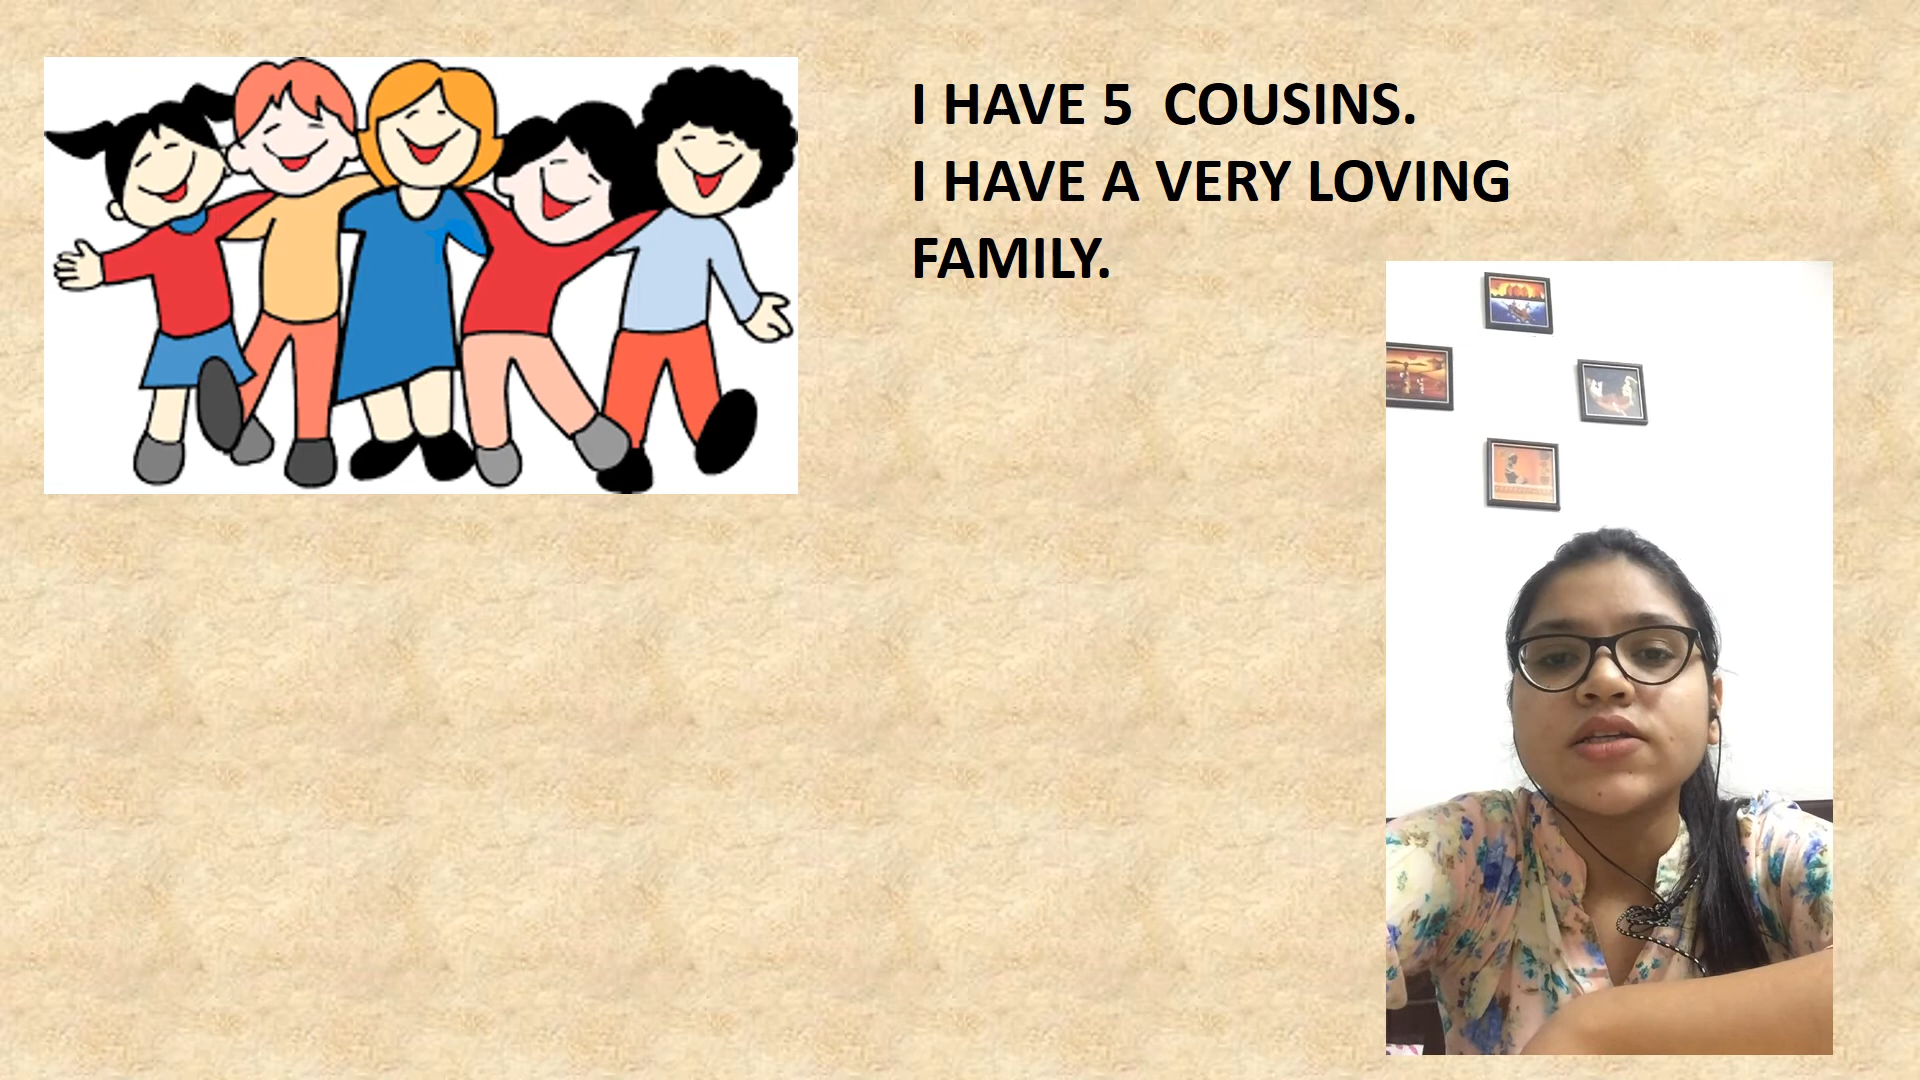 I HAVE 5  COUSINS.
I HAVE A VERY LOVING
FAMILY.